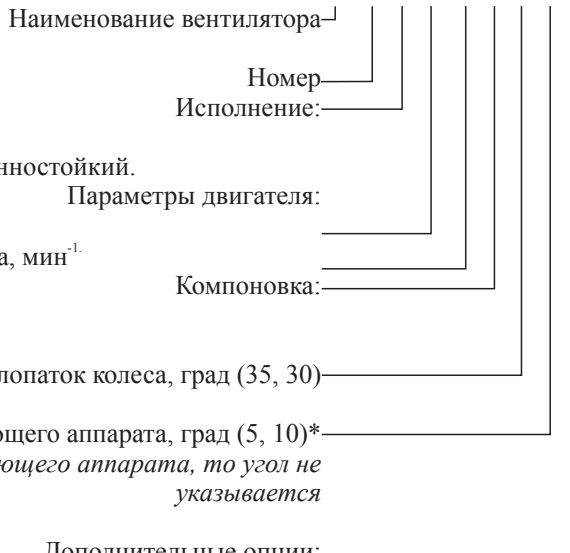 Наименование вентилятора
Номер
Исполнение:
нностойкий.
Параметры двигателя:
а, мин-1.
Компоновка:
лопаток колеса, град (35, 30)
ющего аппарата, град (5, 10)*
ющего аппарата, то угол не
указывается
Дополнительные опции: